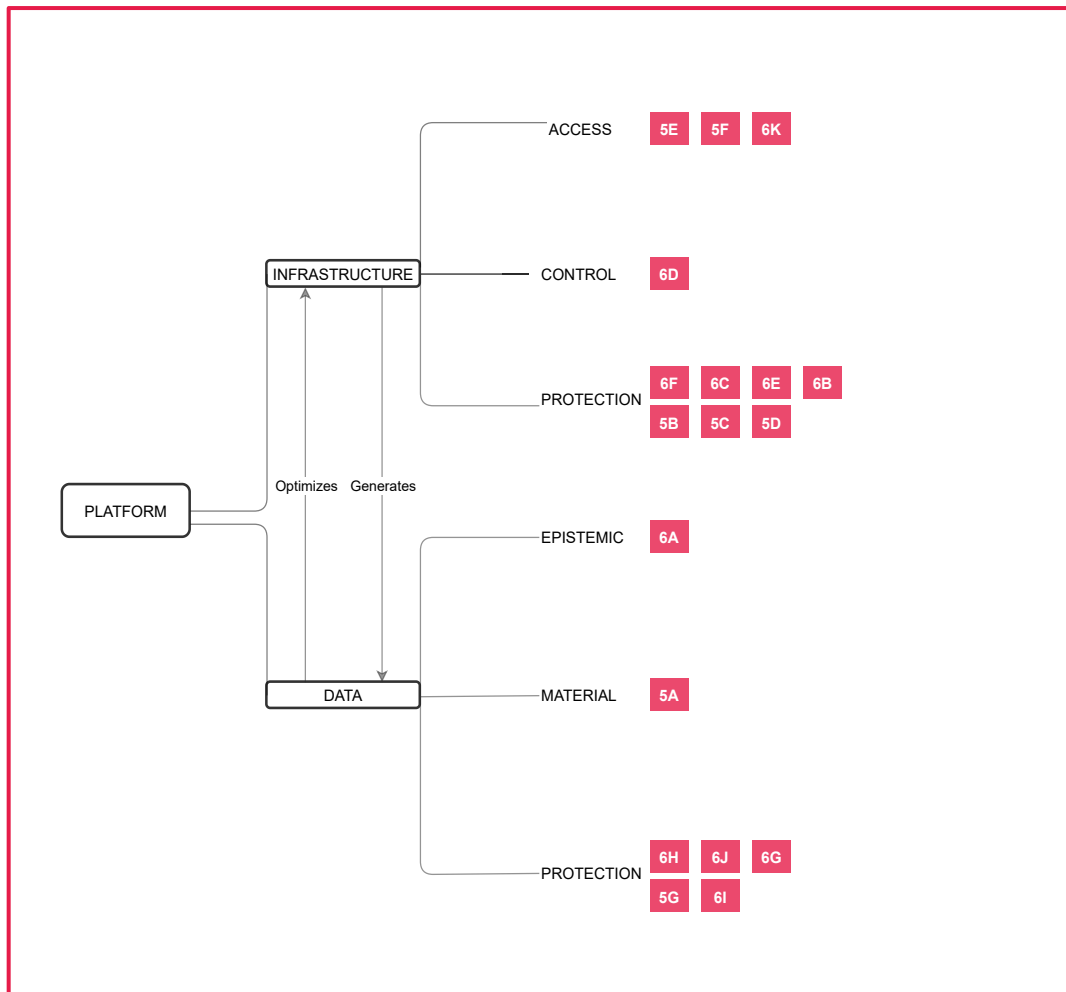 ACCESS 5E 5F 6K
INFRASTRUCTURE CONTROL 6D
PROTECTION 6F 6C 6E 6B
5B 5C 5D
Optimizes Generates
PLATFORM
EPISTEMIC 6A
DATA MATERIAL 5A
PROTECTION 6H 6J 6G
5G 6I